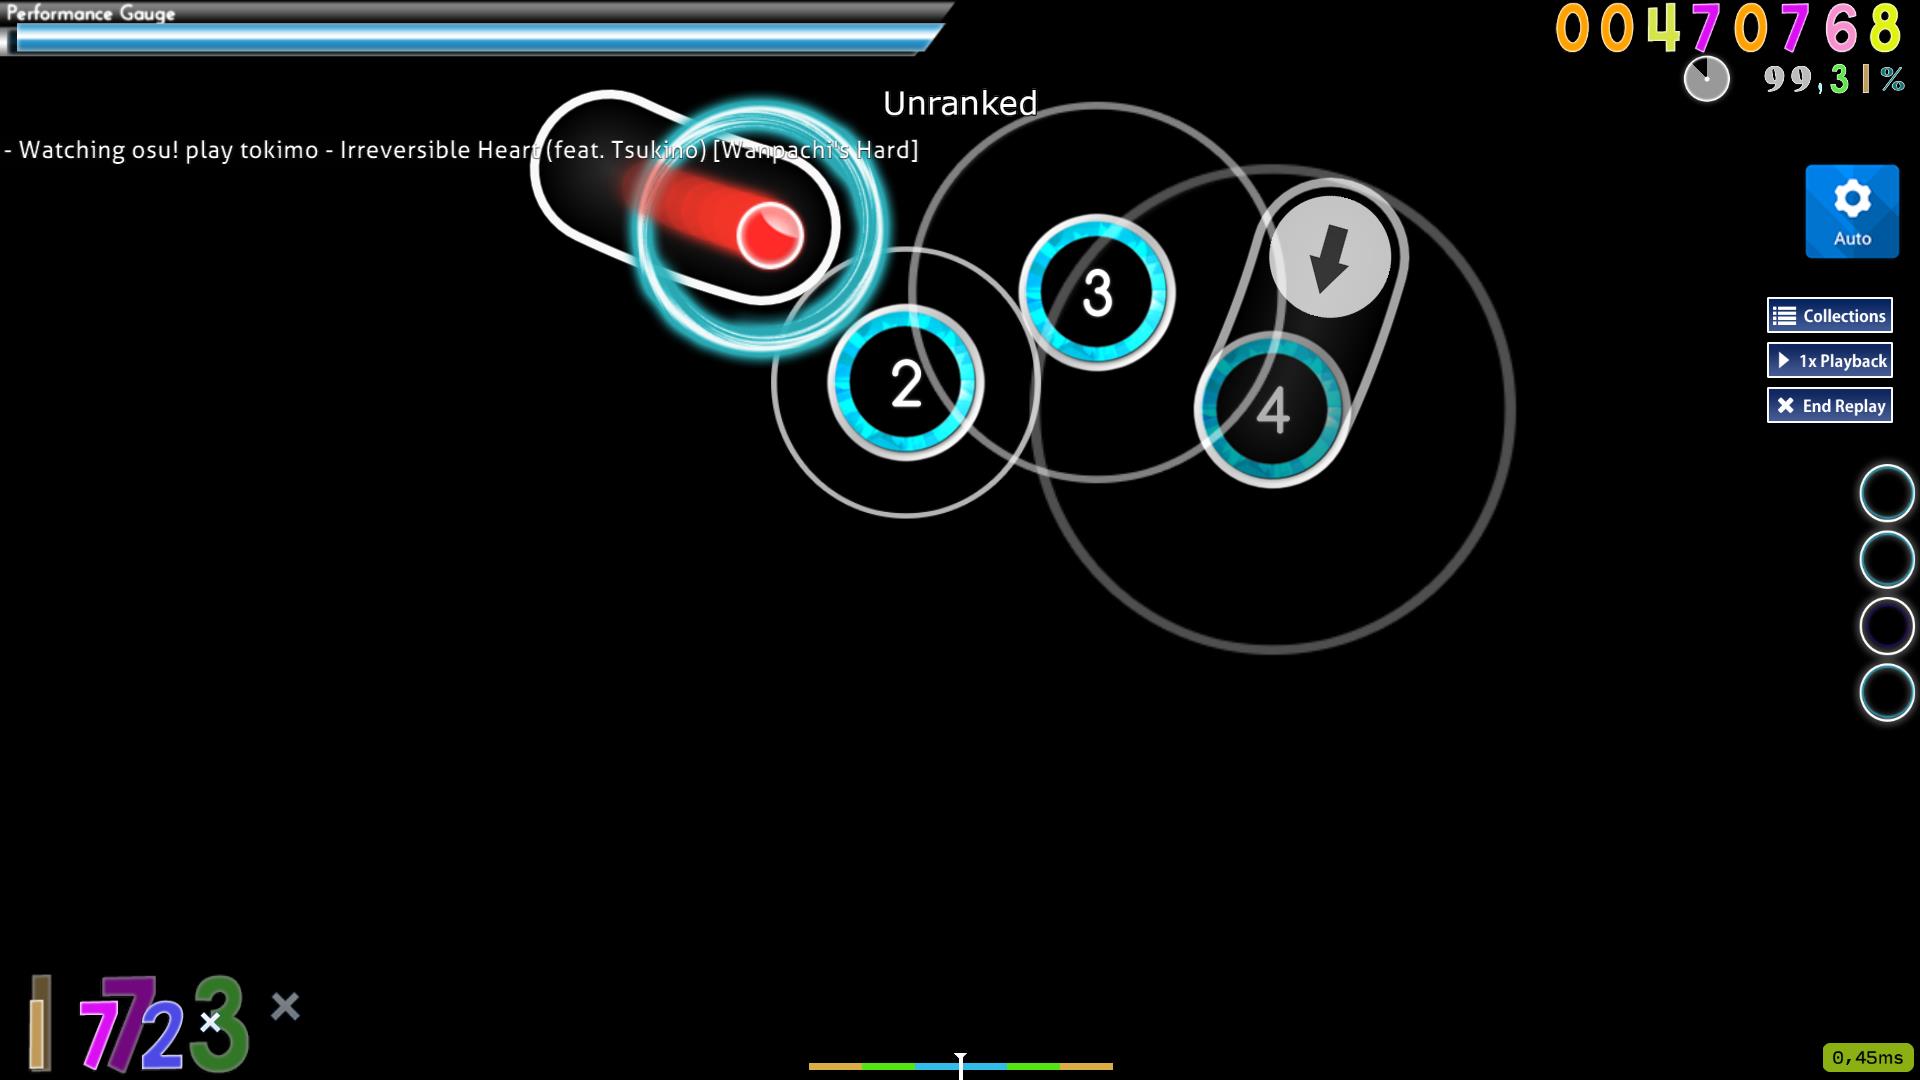 Performance Gauge
00470768
99,31%
Unranked
- Watching osu! play tokimo - Irreversible Heart (feat. Tsukino) [Wanpachi's Hard]
Auto
Collections
1x Playback
End Replay
3
2
4
172x
0,45ms